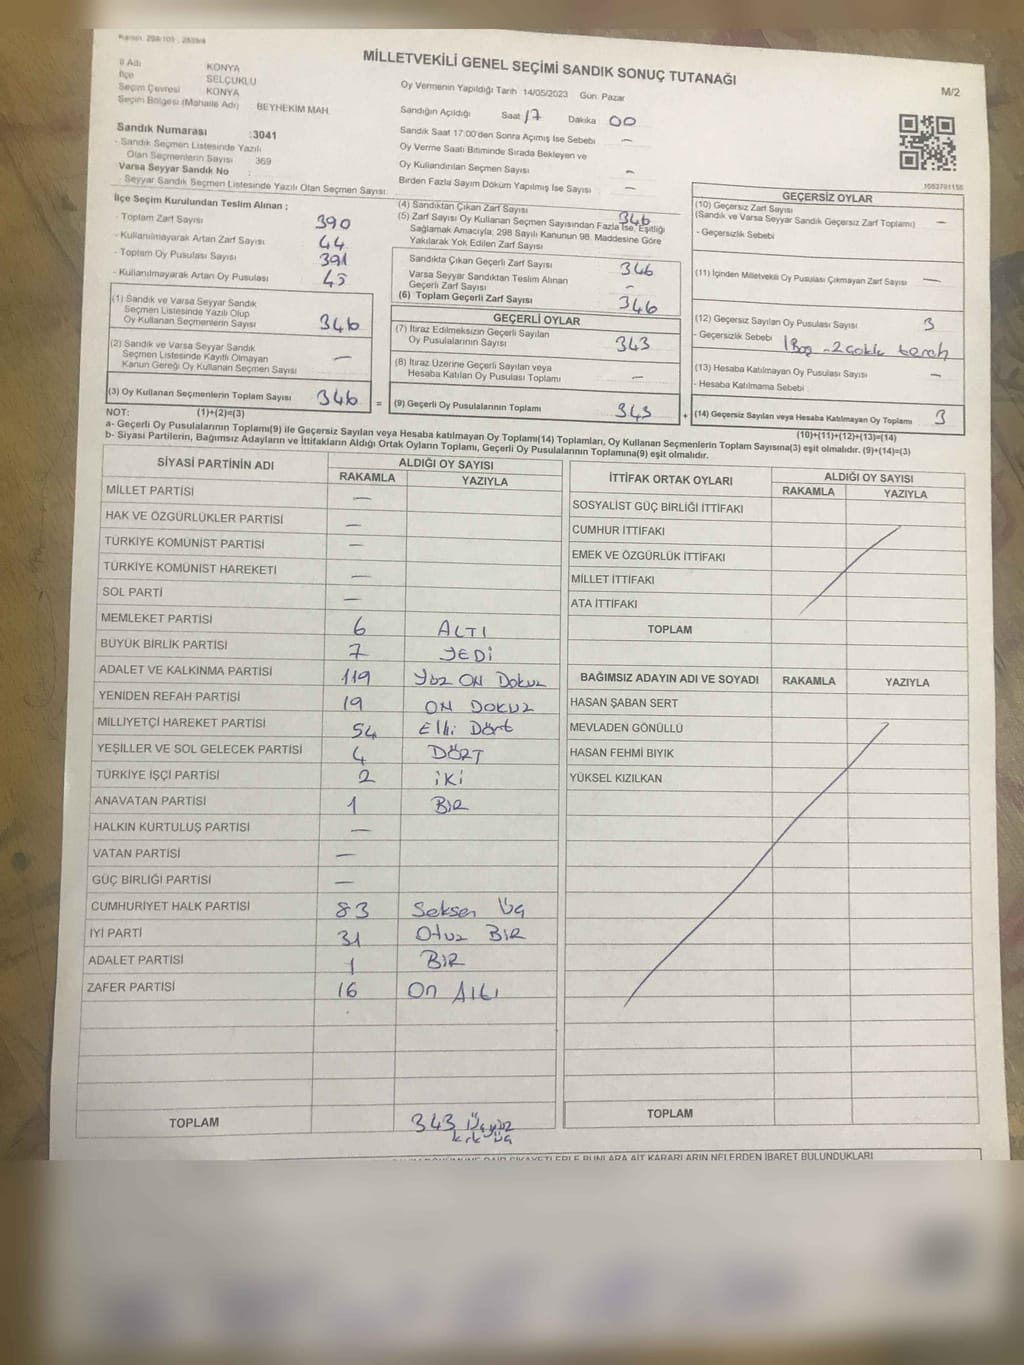 MİLLETVEKİLİ GENEL SEÇİMİ SANDIK SONUÇ TUTANAĞI
M/2
İl Adı KONYA
İlçe SELÇUKLU
Seçim Çevresi KONYA
Seçim Bölgesi (Mahalle Adı) BEYHEKIM MAH
Sandık Numarası :3041
- Sandık Seçmen Listesinde Yazılı
Olan Seçmenlerin Sayısı 369
Varsa Seyyar Sandık No :
- Seyyar Sandık Seçmen Listesinde Yazılı Olan Seçmen Sayısı:
Oy Vermenin Yapıldığı Tarih 14/05/2023 Gün: Pazar
Sandığın Açıldığı Saat 17 Dakika 00
Sandık Saat 17:00'den Sonra Açımış İse Sebebi —
Oy Verme Saati Bitiminde Sırada Bekleyen ve
Oy Kullandırılan Seçmen Sayısı —
Birden Fazla Sayım Döküm Yapılmış İse Sayısı —
1682791156
İlçe Seçim Kurulundan Teslim Alınan ;
- Toplam Zarf Sayısı 390
- Kullanılmayarak Artan Zarf Sayısı 44
- Toplam Oy Pusulası Sayısı 391
- Kullanılmayarak Artan Oy Pusulası 45
(1) Sandık ve Varsa Seyyar Sandık
Seçmen Listesinde Yazılı Olup
Oy Kullanan Seçmenlerin Sayısı 346
(2) Sandık ve Varsa Seyyar Sandık
Seçmen Listesinde Kayıtlı Olmayan
Kanun Gereği Oy Kullanan Seçmen Sayısı —
(3) Oy Kullanan Seçmenlerin Toplam Sayısı 346 =
(4) Sandıktan Çıkan Zarf Sayısı 346
(5) Zarf Sayısı Oy Kullanan Seçmen Sayısından Fazla İse, Eşitliği
Sağlamak Amacıyla; 298 Sayılı Kanunun 98. Maddesine Göre
Yakılarak Yok Edilen Zarf Sayısı
Sandıkta Çıkan Geçerli Zarf Sayısı 346
Varsa Seyyar Sandıktan Teslim Alınan
Geçerli Zarf Sayısı -
(6) Toplam Geçerli Zarf Sayısı 346
GEÇERLİ OYLAR
(7) İtiraz Edilmeksizin Geçerli Sayılan
Oy Pusulalarının Sayısı 343
(8) İtiraz Üzerine Geçerli Sayılan veya
Hesaba Katılan Oy Pusulası Toplamı —
(9) Geçerli Oy Pusulalarının Toplamı 343 +
GEÇERSİZ OYLAR
(10) Geçersiz Zarf Sayısı —
(Sandık ve Varsa Seyyar Sandık Geçersiz Zarf Toplamı)
- Geçersizlik Sebebi
(11) İçinden Milletvekili Oy Pusulası Çıkmayan Zarf Sayısı —
(12) Geçersiz Sayılan Oy Pusulası Sayısı 3
- Geçersizlik Sebebi 1 Boş - 2 çoklu tercih
(13) Hesaba Katılmayan Oy Pusulası Sayısı —
- Hesaba Katılmama Sebebi
(14) Geçersiz Sayılan veya Hesaba Katılmayan Oy Toplamı 3
NOT: (1)+(2)=(3)
(10)+(11)+(12)+(13)=(14)
a- Geçerli Oy Pusulalarının Toplamı(9) ile Geçersiz Sayılan veya Hesaba katılmayan Oy Toplamı(14) Toplamları, Oy Kullanan Seçmenlerin Toplam Sayısına(3) eşit olmalıdır. (9)+(14)=(3)
b- Siyasi Partilerin, Bağımsız Adayların ve İttifakların Aldığı Ortak Oyların Toplamı, Geçerli Oy Pusulalarının Toplamına(9) eşit olmalıdır.
SİYASİ PARTİNİN ADI ALDIĞI OY SAYISI
RAKAMLA YAZIYLA
MİLLET PARTİSİ —
HAK VE ÖZGÜRLÜKLER PARTİSİ —
TÜRKİYE KOMÜNİST PARTİSİ —
TÜRKİYE KOMÜNİST HAREKETİ —
SOL PARTİ —
MEMLEKET PARTİSİ 6 ALTI
BÜYÜK BİRLİK PARTİSİ 7 YEDİ
ADALET VE KALKINMA PARTİSİ 119 Yüz ON Dokuz
YENİDEN REFAH PARTİSİ 19 ON DOKUZ
MİLLİYETÇİ HAREKET PARTİSİ 54 Elli Dört
YEŞİLLER VE SOL GELECEK PARTİSİ 4 DÖRT
TÜRKİYE İŞÇİ PARTİSİ 2 İKİ
ANAVATAN PARTİSİ 1 BİR
HALKIN KURTULUŞ PARTİSİ —
VATAN PARTİSİ —
GÜÇ BİRLİĞİ PARTİSİ —
CUMHURİYET HALK PARTİSİ 83 Seksen Üç
İYİ PARTİ 31 Otuz BİR
ADALET PARTİSİ 1 BİR
ZAFER PARTİSİ 16 On Altı
TOPLAM 343 Üçyüz
kırk üç
İTTİFAK ORTAK OYLARI ALDIĞI OY SAYISI
RAKAMLA YAZIYLA
SOSYALİST GÜÇ BİRLİĞİ İTTİFAKI
CUMHUR İTTİFAKI
EMEK VE ÖZGÜRLÜK İTTİFAKI
MİLLET İTTİFAKI
ATA İTTİFAKI
TOPLAM
BAĞIMSIZ ADAYIN ADI VE SOYADI RAKAMLA YAZIYLA
HASAN ŞABAN SERT
MEVLADEN GÖNÜLLÜ
HASAN FEHMİ BIYIK
YÜKSEL KIZILKAN
TOPLAM
ŞİKAYETLERLE BUNLARA AİT KARARLARIN NELERDEN İBARET BULUNDUKLARI